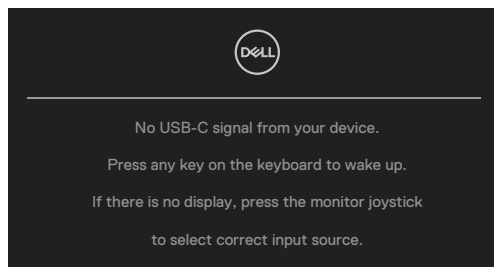 DELL
No USB-C signal from your device.
Press any key on the keyboard to wake up.
If there is no display, press the monitor joystick
to select correct input source.